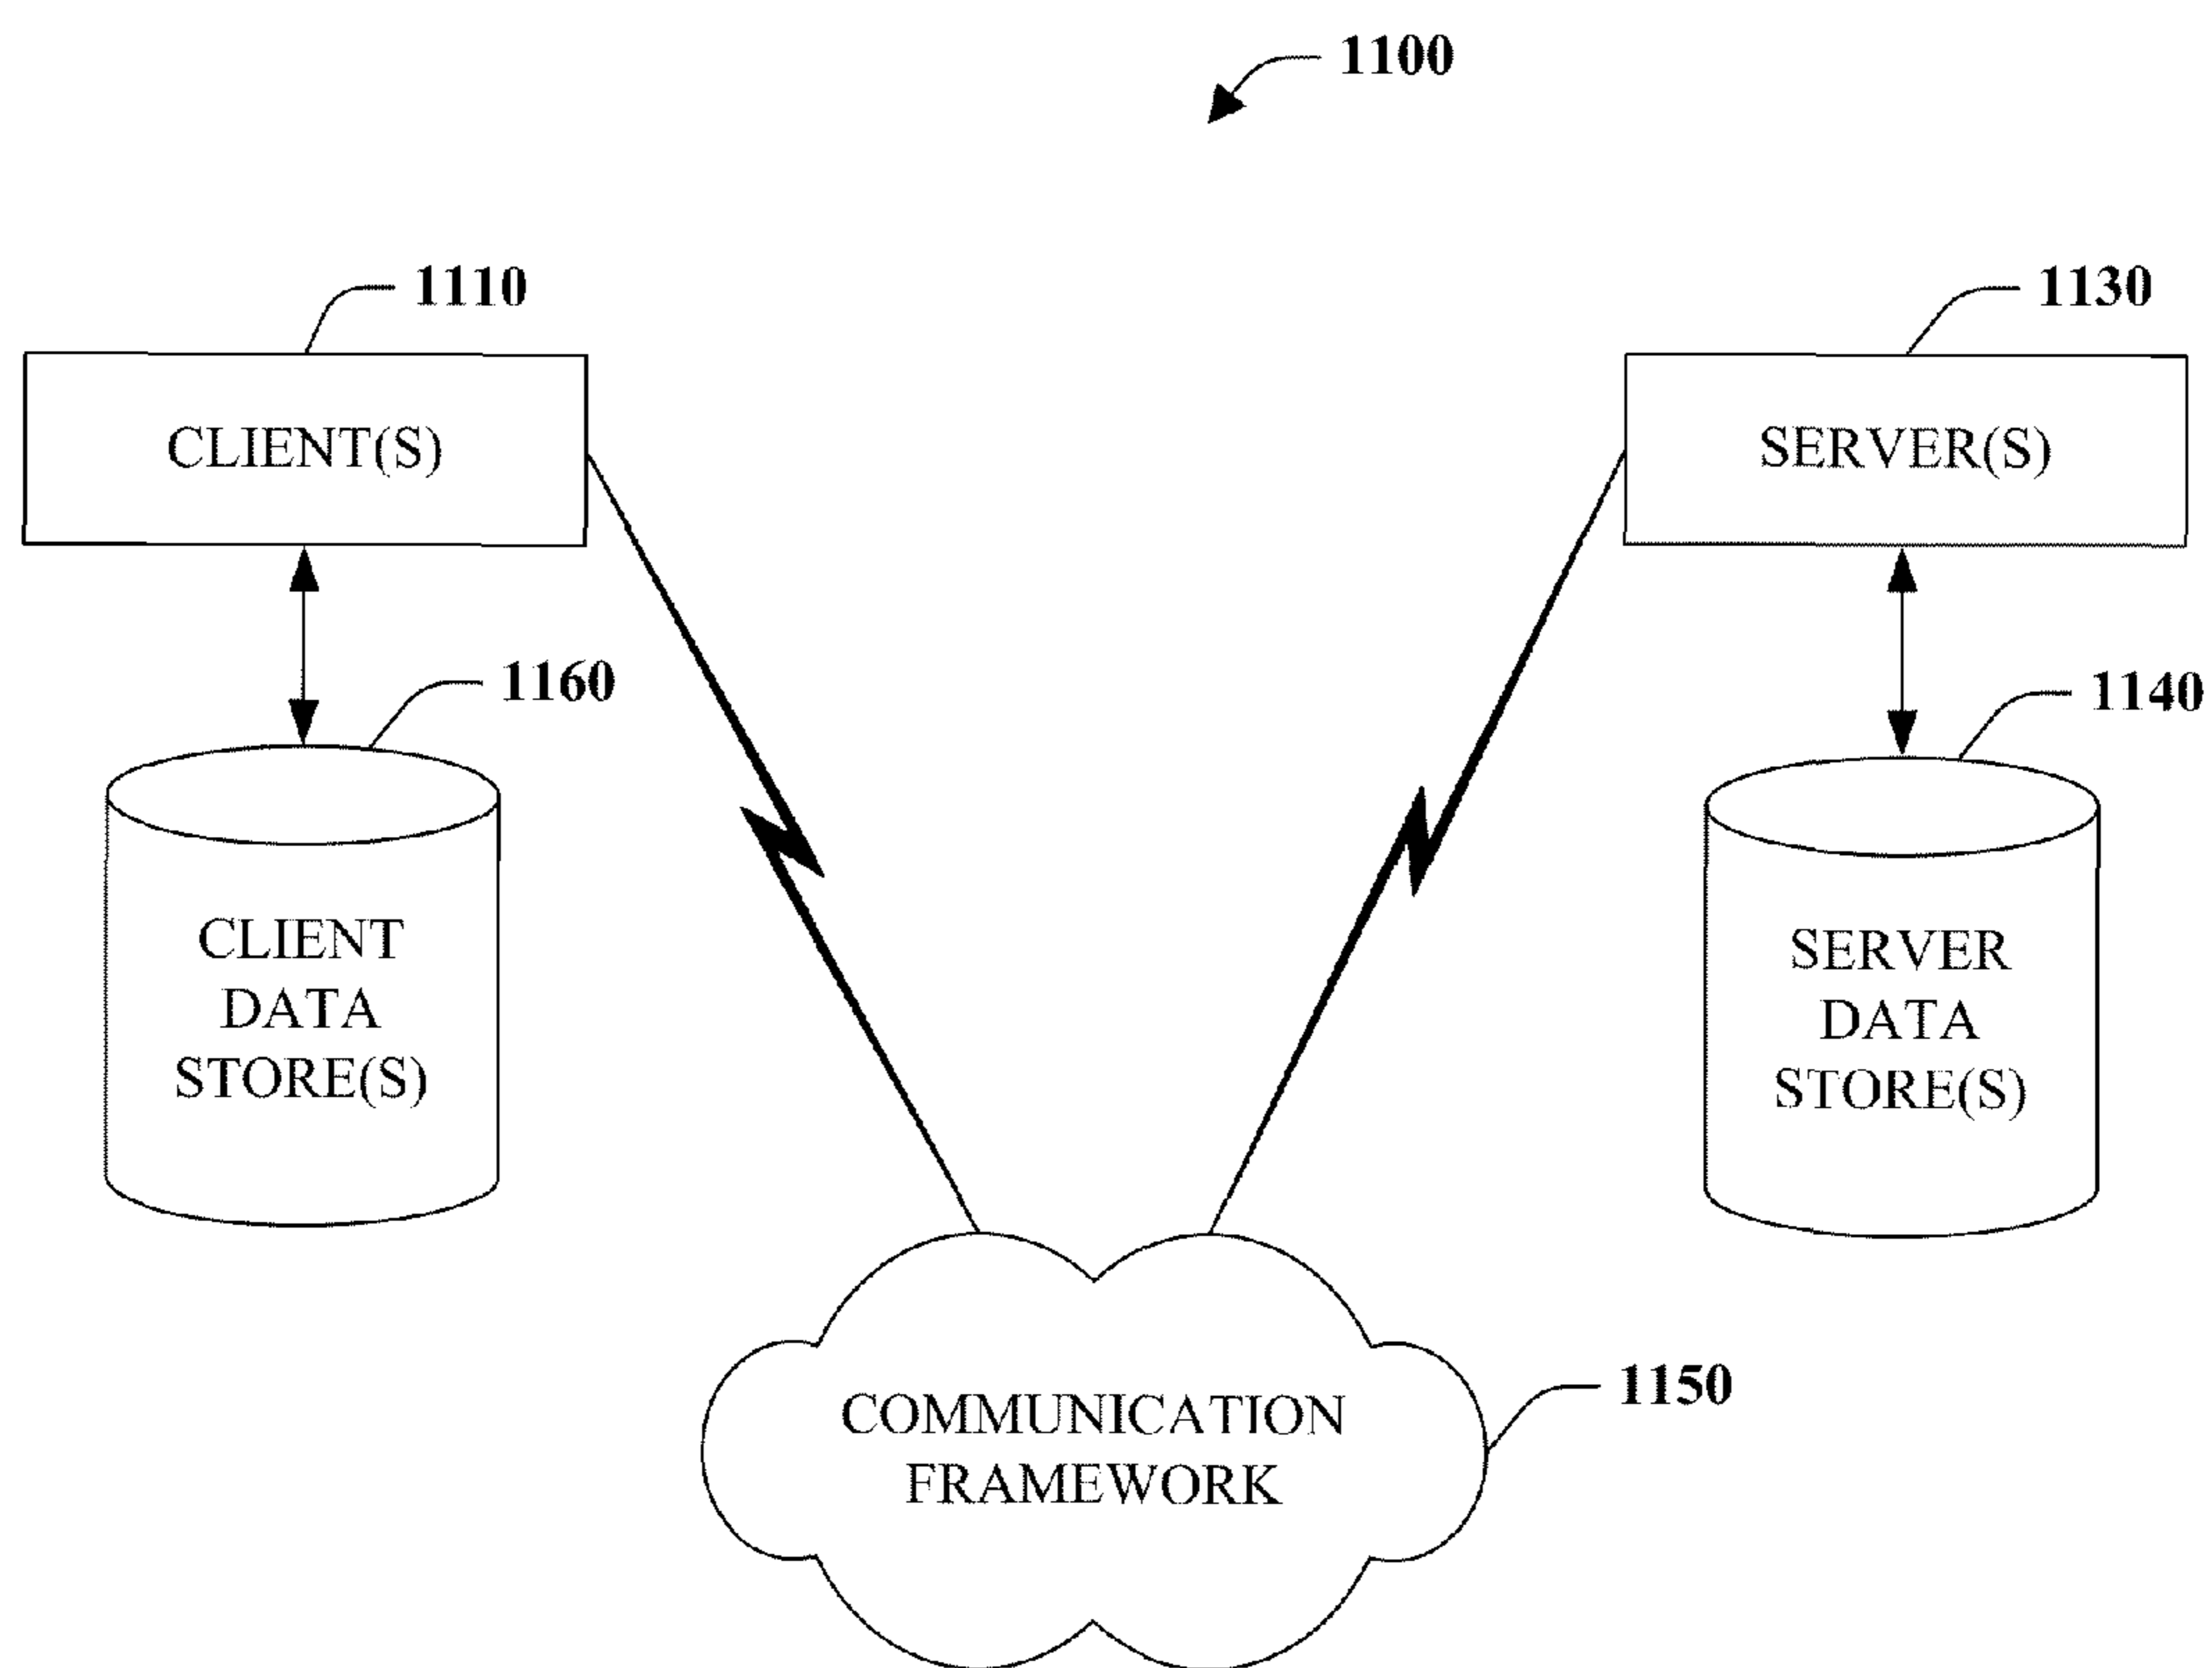 1100
1110
1130
CLIENT(S)
SERVER(S)
1160
1140
CLIENT
DATA
STORE(S)
SERVER
DATA
STORE(S)
1150
COMMUNICATION
FRAMEWORK